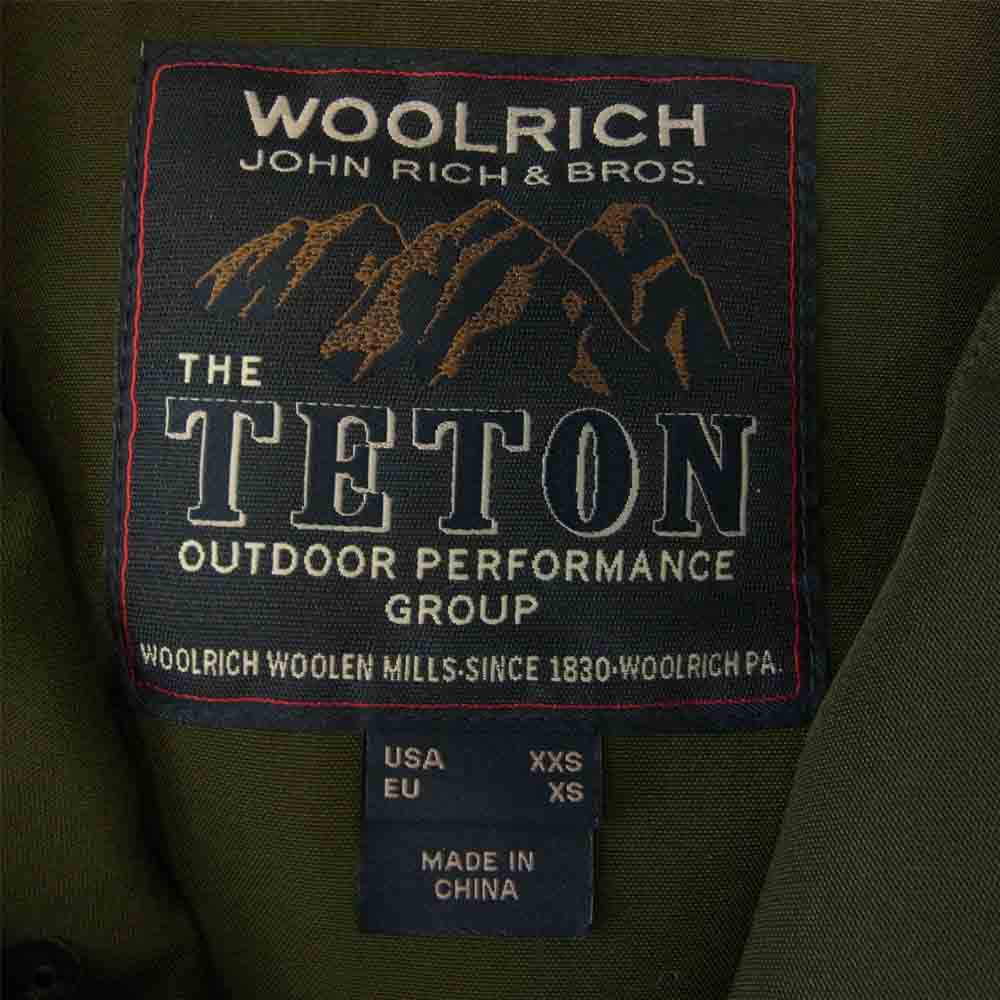 WOOLRICH
JOHN RICH & BROS.
THE
TETON
OUTDOOR PERFORMANCE
GROUP
WOOLRICH WOOLEN MILLS·SINCE 1830·WOOLRICH PA.
USA XXS
EU XS
MADE IN
CHINA